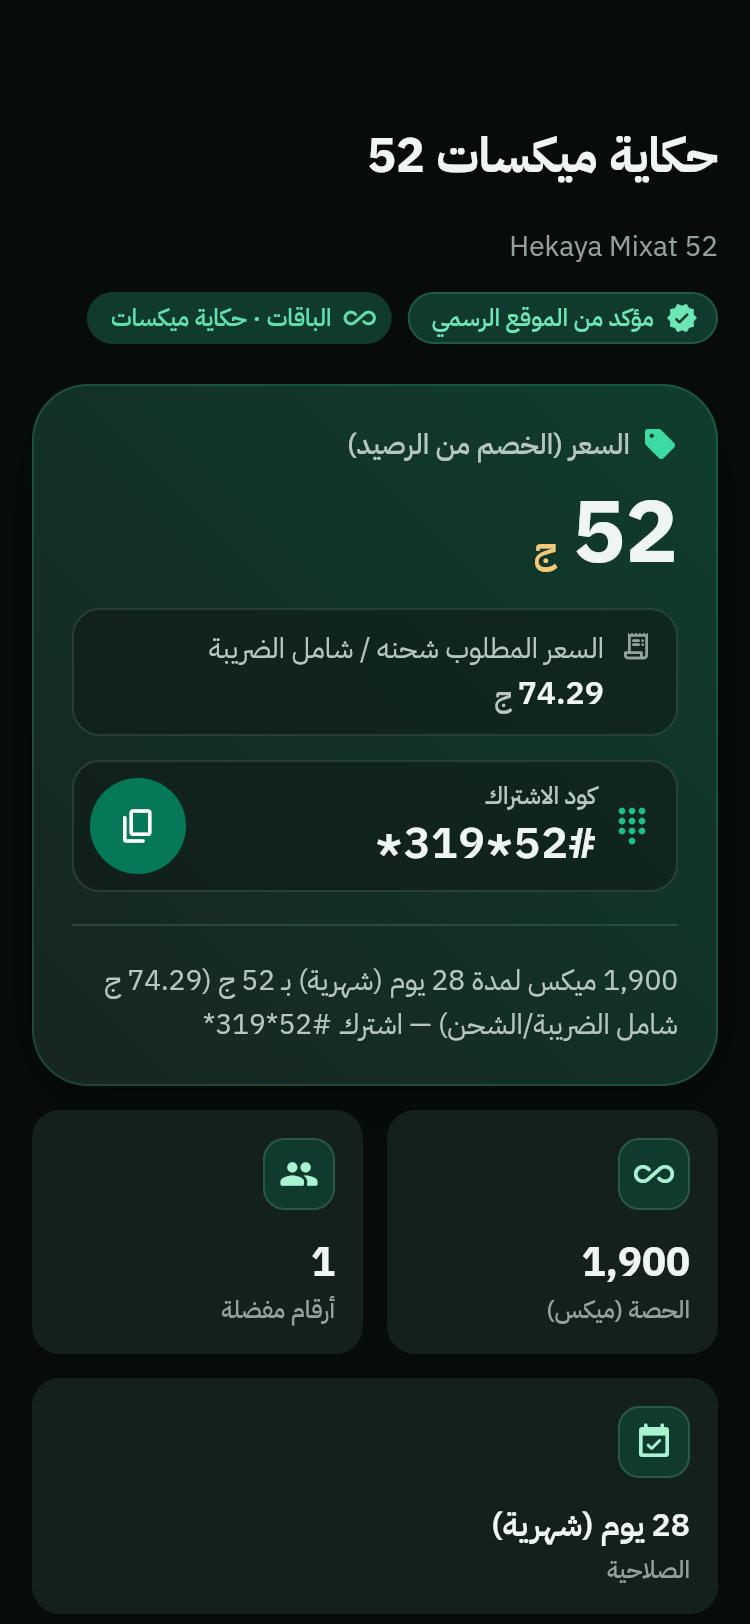 حكاية ميكسات 52
Hekaya Mixat 52
مؤكد من الموقع الرسمي
الباقات · حكاية ميكسات
السعر (الخصم من الرصيد)
52 ج
السعر المطلوب شحنه / شامل الضريبة
74.29 ج
كود الاشتراك
*319*52#
1,900 ميكس لمدة 28 يوم (شهرية) بـ 52 ج (74.29 ج
شامل الضريبة/الشحن) — اشترك #52*319*
1,900
الحصة (ميكس)
1
أرقام مفضلة
28 يوم (شهرية)
الصلاحية